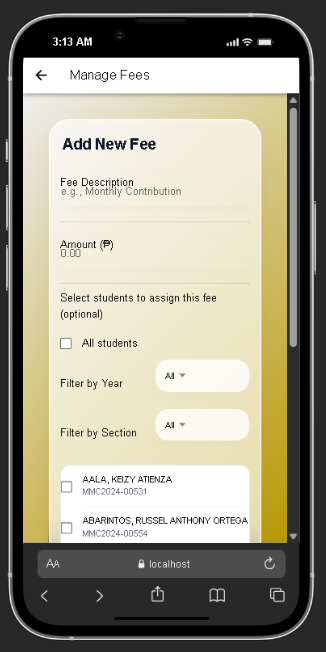 3:13 AM
Manage Fees
Add New Fee
Fee Description
e.g., Monthly Contribution
Amount (₱)
0.00
Select students to assign this fee
(optional)
All students
Filter by Year
All
Filter by Section
All
AALA, KEIZY ATIENZA
MMC2024-00531
ABARINTOS, RUSSEL ANTHONY ORTEGA
MMC2024-00554
AA
localhost